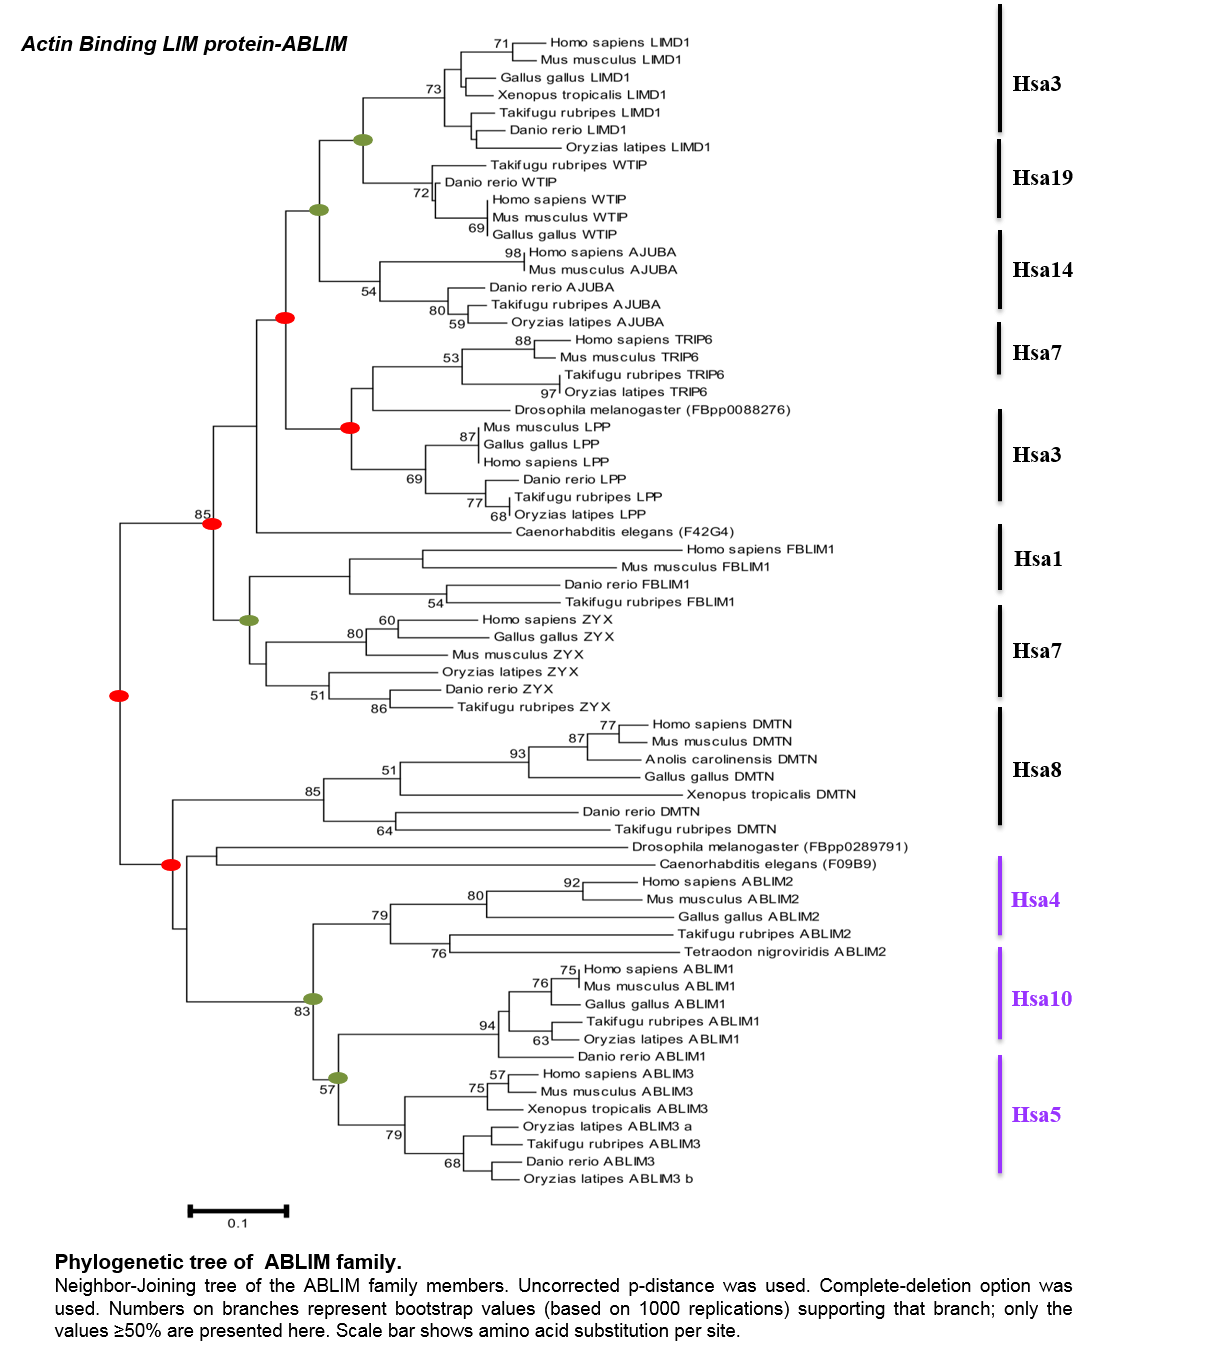 Actin Binding LIM protein-ABLIM
71
Homo sapiens LIMD1
Mus musculus LIMD1
Gallus gallus LIMD1
73
Xenopus tropicalis LIMD1
Takifugu rubripes LIMD1
Danio rerio LIMD1
Oryzias latipes LIMD1
Hsa3
Takifugu rubripes WTIP
Danio rerio WTIP
72
Homo sapiens WTIP
Mus musculus WTIP
69
Gallus gallus WTIP
Hsa19
98
Homo sapiens AJUBA
Mus musculus AJUBA
54
Danio rerio AJUBA
80
Takifugu rubripes AJUBA
59
Oryzias latipes AJUBA
Hsa14
88
Homo sapiens TRIP6
53
Mus musculus TRIP6
Takifugu rubripes TRIP6
97
Oryzias latipes TRIP6
Hsa7
Drosophila melanogaster (FBpp0088276)
Mus musculus LPP
87
Gallus gallus LPP
Homo sapiens LPP
69
Danio rerio LPP
77
Takifugu rubripes LPP
68
Oryzias latipes LPP
Hsa3
85
Caenorhabditis elegans (F42G4)
Homo sapiens FBLIM1
Mus musculus FBLIM1
Danio rerio FBLIM1
54
Takifugu rubripes FBLIM1
Hsa1
60
Homo sapiens ZYX
80
Gallus gallus ZYX
Mus musculus ZYX
Oryzias latipes ZYX
51
Danio rerio ZYX
86
Takifugu rubripes ZYX
Hsa7
77
Homo sapiens DMTN
87
Mus musculus DMTN
93
Anolis carolinensis DMTN
51
Gallus gallus DMTN
85
Xenopus tropicalis DMTN
Danio rerio DMTN
64
Takifugu rubripes DMTN
Hsa8
Drosophila melanogaster (FBpp0289791)
Caenorhabditis elegans (F09B9)
92
Homo sapiens ABLIM2
80
Mus musculus ABLIM2
79
Gallus gallus ABLIM2
Takifugu rubripes ABLIM2
76
Tetraodon nigroviridis ABLIM2
Hsa4
83
75
Homo sapiens ABLIM1
76
Mus musculus ABLIM1
Gallus gallus ABLIM1
94
Takifugu rubripes ABLIM1
63
Oryzias latipes ABLIM1
Danio rerio ABLIM1
Hsa10
57
57
Homo sapiens ABLIM3
75
Mus musculus ABLIM3
Xenopus tropicalis ABLIM3
79
Oryzias latipes ABLIM3 a
Takifugu rubripes ABLIM3
68
Danio rerio ABLIM3
Oryzias latipes ABLIM3 b
Hsa5
0.1
Phylogenetic tree of ABLIM family.
Neighbor-Joining tree of the ABLIM family members. Uncorrected p-distance was used. Complete-deletion option was
used. Numbers on branches represent bootstrap values (based on 1000 replications) supporting that branch; only the
values ≥50% are presented here. Scale bar shows amino acid substitution per site.